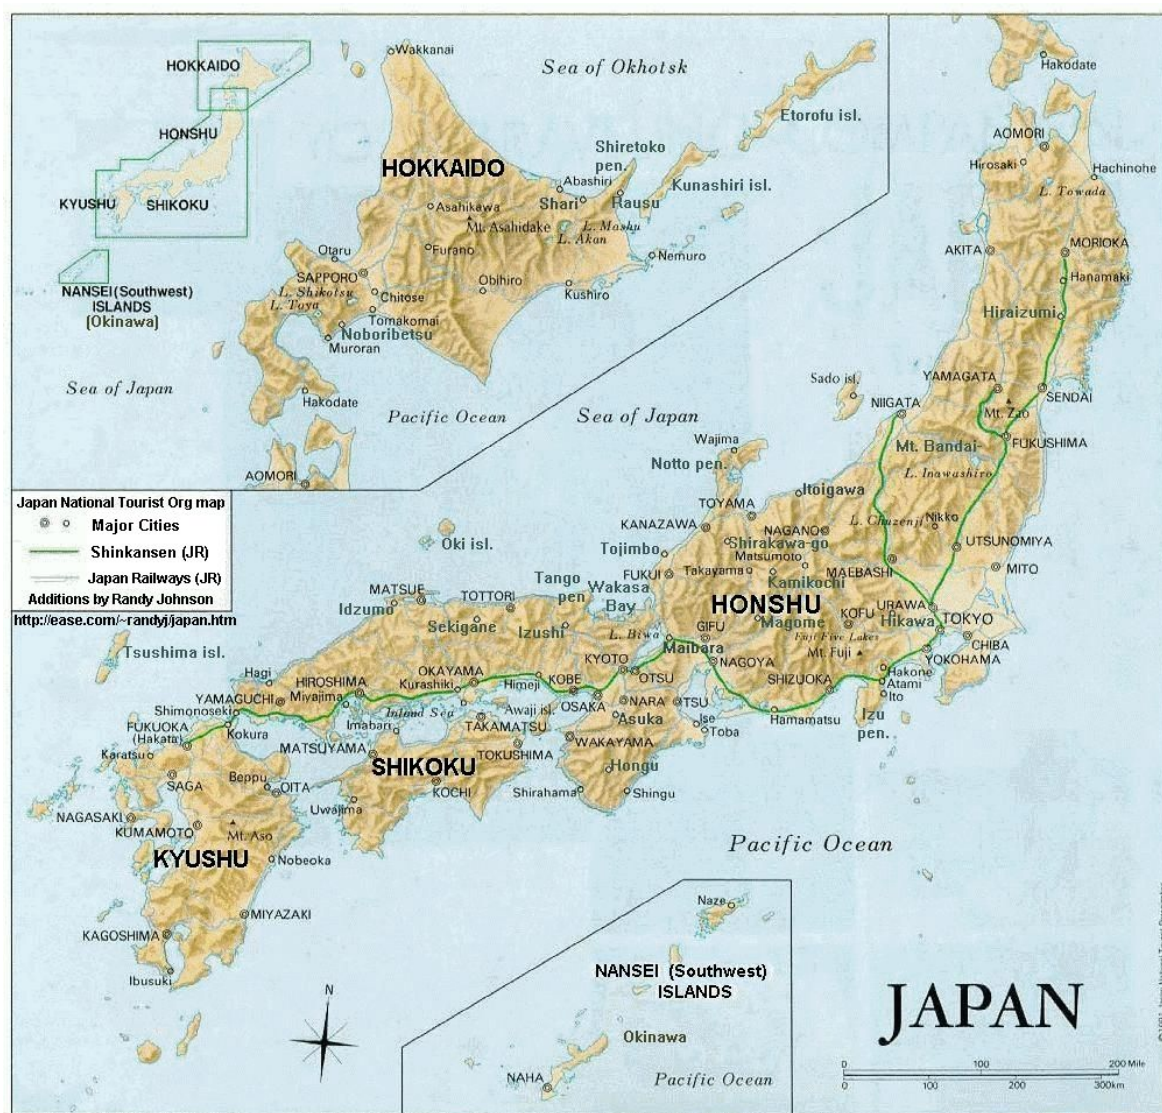 HOKKAIDO
HONSHU
KYUSHU
SHIKOKU
NANSEI (Southwest)
ISLANDS
(Okinawa)
Wakkanai
Sea of Okhotsk
Etorofu isl.
Shiretoko
pen.
HOKKAIDO
Abashiri
Kunashiri isl.
Shari
Rausu
Asahikawa
Mt. Asahidake
L. Mashu
L. Akan
Otaru
Furano
Nemuro
SAPPORO
Obihiro
Kushiro
L. Shikotsu
Chitose
L. Toya
Tomakomai
Noboribetsu
Muroran
Sea of Japan
Hakodate
Pacific Ocean
AOMORI
Hakodate
AOMORI
Hirosaki
Hachinohe
L. Towada
AKITA
MORIOKA
Hanamaki
Hiraizumi
Sado isl.
YAMAGATA
SENDAI
Sea of Japan
NIIGATA
Mt. Zao
FUKUSHIMA
Wajima
Mt. Bandai-
Notto pen.
L. Inawashiro
Itoigawa
TOYAMA
KANAZAWA
NAGANO
L. Chuzenji
Nikko
Tojimbo
Shirakawa-go
UTSUNOMIYA
Matsumoto
FUKUI
Takayama
MAEBASHI
MITO
Kamikochi
Japan National Tourist Org map
Major Cities
Shinkansen (JR)
Japan Railways (JR)
Additions by Randy Johnson
http://ease.com/~randyj/japan.htm
Oki isl.
Tango
pen
Wakasa
Bay
MATSUE
TOTTORI
Idzumo
HONSHU
Sekigane
Izushi
L. Biwa
GIFU
Magome
KOFU
URAWA
TOKYO
Hikawa
Tsushima isl.
Maibara
Fuji Five Lakes
Mt. Fuji
CHIBA
Hagi
HIROSHIMA
OKAYAMA
KYOTO
OTSU
NAGOYA
YOKOHAMA
Hakone
Atami
YAMAGUCHI
Miyajima
Kurashiki
Himeji
KOBE
SHIZUOKA
Ito
Shimonoseki
Inland Sea
Awaji isl.
OSAKA
NARA
TSU
Hamamatsu
Izu
pen.
FUKUOKA
(Hakata)
Kokura
Imabari
TAKAMATSU
Asuka
Ise
Toba
Karatsu
MATSUYAMA
TOKUSHIMA
WAKAYAMA
SAGA
Beppu
OITA
SHIKOKU
KOCHI
Hongu
Shirahama
Shingu
NAGASAKI
Uwajima
KUMAMOTO
Mt. Aso
KYUSHU
Nobeoka
Pacific Ocean
MIYAZAKI
KAGOSHIMA
Ibusuki
N
Naze
NANSEI (Southwest)
ISLANDS
Okinawa
NAHA
Pacific Ocean
JAPAN
0 100 200 Mile
0 100 200 300km